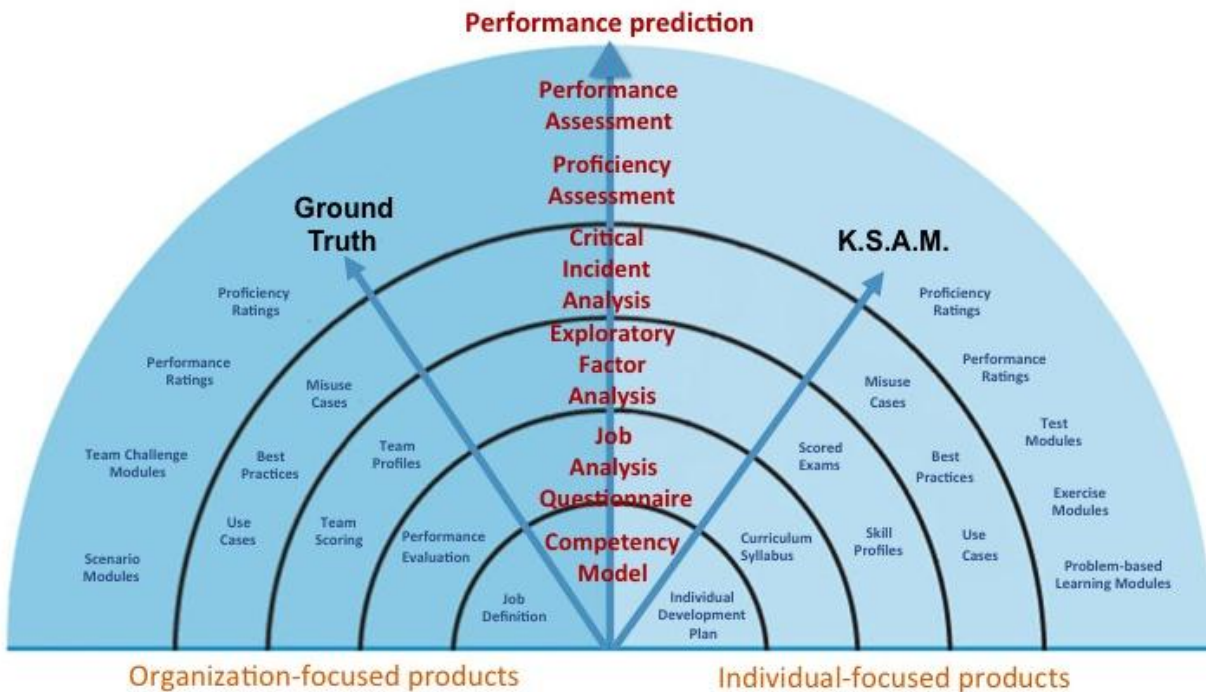 Performance prediction
Performance
Assessment
Proficiency
Assessment
Critical
Incident
Analysis
Exploratory
Factor
Analysis
Job
Analysis
Questionnaire
Competency
Model
Ground
Truth
Proficiency
Ratings
Performance
Ratings
Team Challenge
Modules
Scenario
Modules
Misuse
Cases
Best
Practices
Use
Cases
Team
Profiles
Team
Scoring
Performance
Evaluation
Job
Definition
K.S.A.M.
Proficiency
Ratings
Performance
Ratings
Test
Modules
Exercise
Modules
Problem-based
Learning Modules
Misuse
Cases
Best
Practices
Use
Cases
Scored
Exams
Skill
Profiles
Curriculum
Syllabus
Individual
Development
Plan
Organization-focused products
Individual-focused products